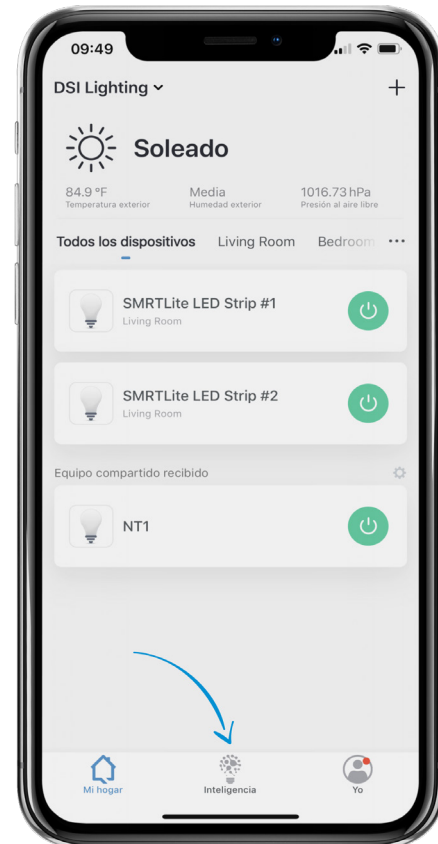 09:49
DSI Lighting
Soleado
84.9 °F Media 1016.73 hPa
Temperatura exterior Humedad exterior Presión al aire libre
Todos los dispositivos Living Room Bedroom ...
SMRTLite LED Strip #1
Living Room
SMRTLite LED Strip #2
Living Room
Equipo compartido recibido
NT1
Mi hogar Inteligencia Yo